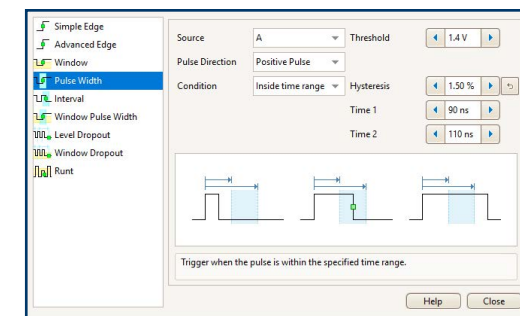 Simple Edge
Advanced Edge
Window
Pulse Width
Interval
Window Pulse Width
Level Dropout
Window Dropout
Runt
Source A Threshold 1.4 V
Pulse Direction Positive Pulse
Condition Inside time range Hysteresis 1.50 %
Time 1 90 ns
Time 2 110 ns
Trigger when the pulse is within the specified time range.
Help Close